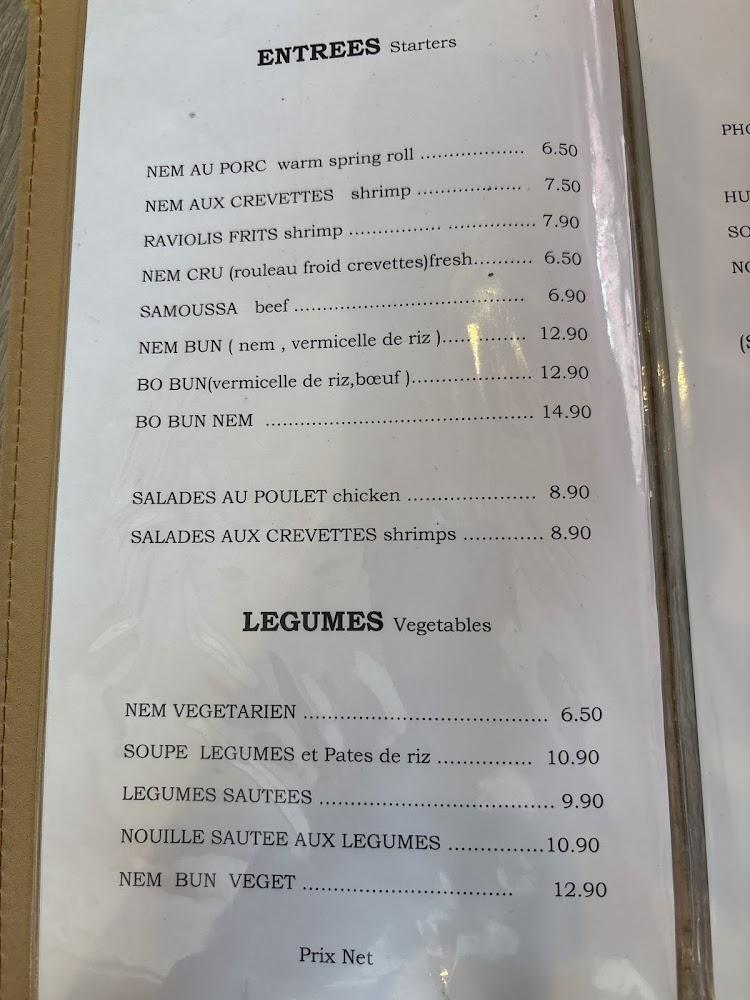 ENTREES Starters
NEM AU PORC warm spring roll .................. 6.50
NEM AUX CREVETTES shrimp .................. 7.50
RAVIOLIS FRITS shrimp ................ ............... 7.90
NEM CRU (rouleau froid crevettes)fresh.......... 6.50
SAMOUSSA beef ....................................... 6.90
NEM BUN ( nem , vermicelle de riz ).............. 12.90
BO BUN(vermicelle de riz,bœuf ).................... 12.90
BO BUN NEM ............................................. 14.90
SALADES AU POULET chicken ...................... 8.90
SALADES AUX CREVETTES shrimps ............. 8.90
LEGUMES Vegetables
NEM VEGETARIEN ......................................... 6.50
SOUPE LEGUMES et Pates de riz ................ 10.90
LEGUMES SAUTEES ....................................... 9.90
NOUILLE SAUTEE AUX LEGUMES ................10.90
NEM BUN VEGET ................................... 12.90
Prix Net